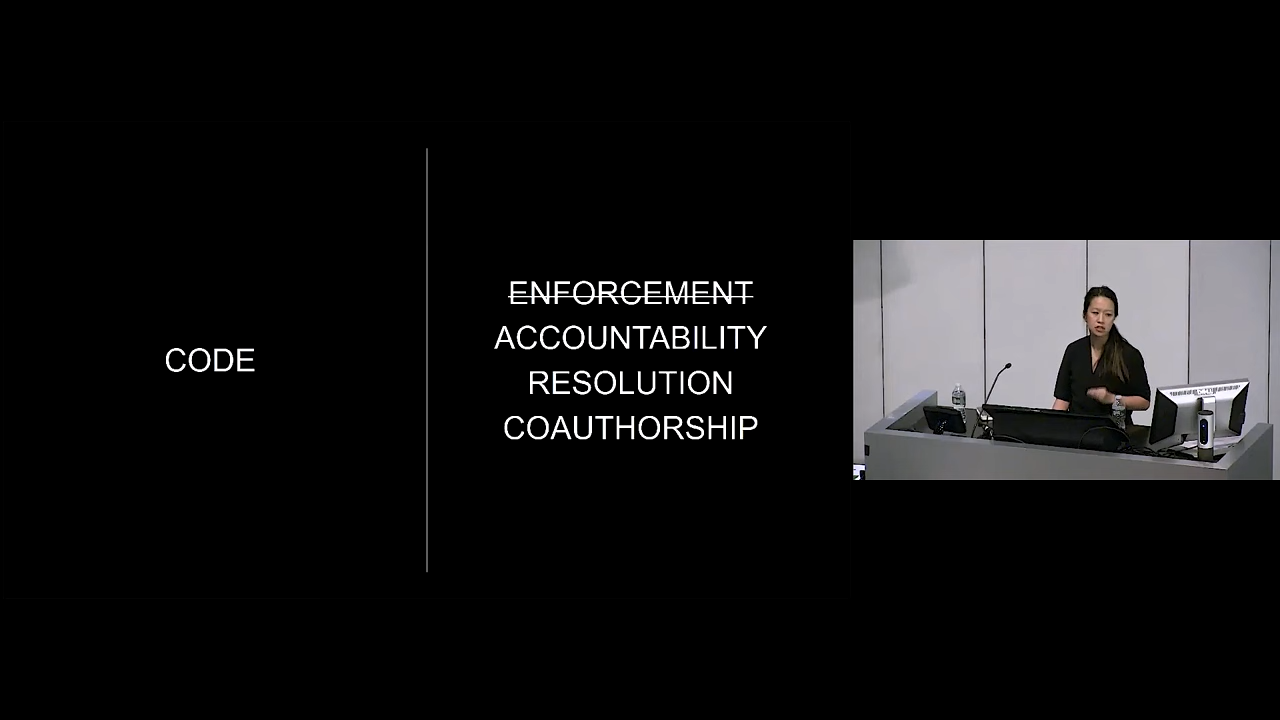 CODE
ENFORCEMENT
ACCOUNTABILITY
RESOLUTION
COAUTHORSHIP